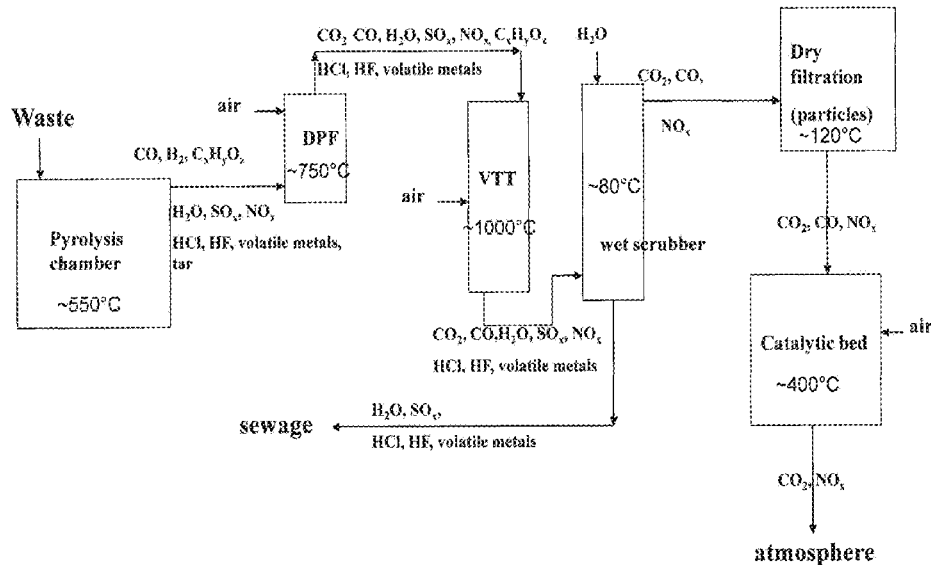 Waste
Pyrolysis
chamber
~550°C
CO, H₂, CₓHᵧO_z
H₂O, SOₓ, NOₓ
HCl, HF, volatile metals,
tar
air
DPF
~750°C
CO₂ CO, H₂O, SOₓ, NOₓ, CₓHᵧO_z
HCl, HF, volatile metals
air
VTT
~1000°C
CO₂, CO,H₂O, SOₓ, NOₓ
HCl, HF, volatile metals
H₂O
~80°C
wet scrubber
H₂O, SOₓ,
sewage
HCl, HF, volatile metals
CO₂, CO,
NOₓ
Dry
filtration
(particles)
~120°C
CO₂, CO, NOₓ
Catalytic bed
~400°C
air
CO₂, NOₓ
atmosphere